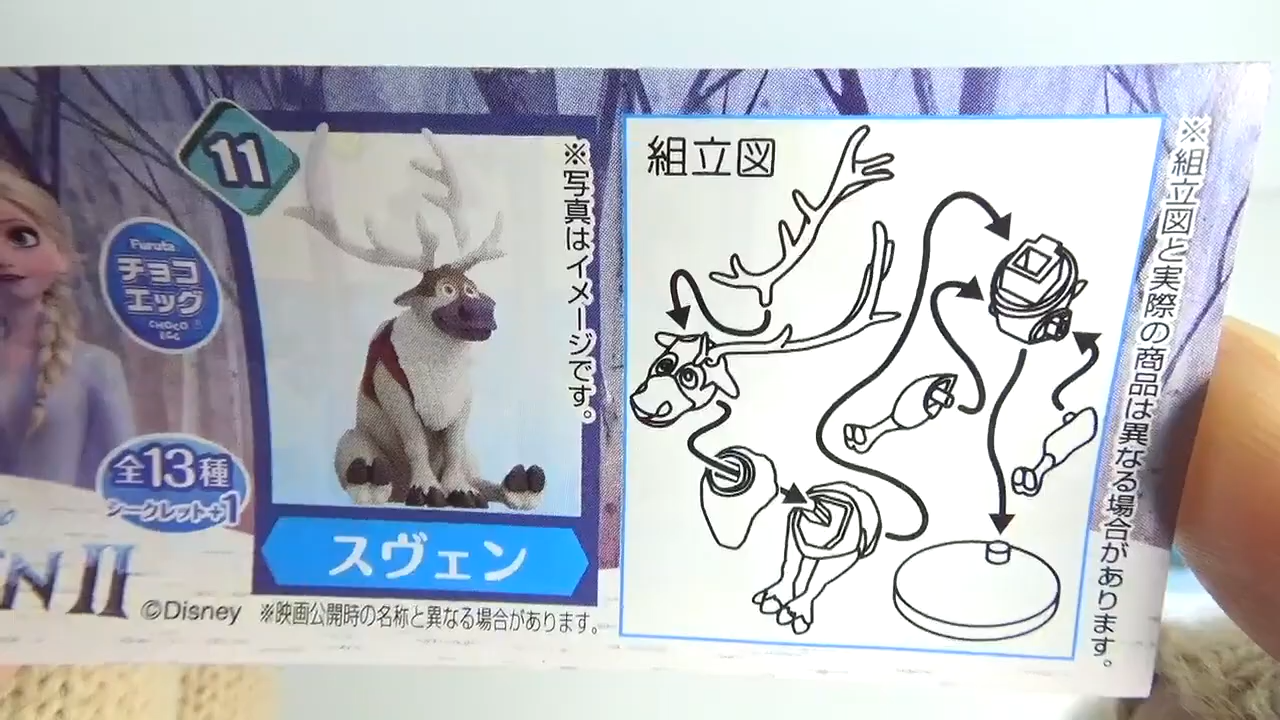 11
Furuta
チョコ
エッグ
CHOCO
EGG
全13種
シークレット+1
II
©Disney
※写真はイメージです。
スヴェン
※映画公開時の名称と異なる場合があります。
組立図
※組立図と実際の商品は異なる場合があります。